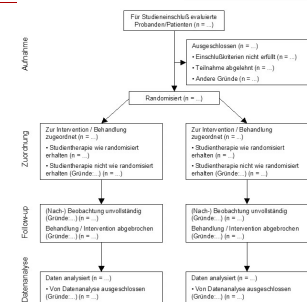 Für Studieneinschluß evaluierte
Probanden/Patienten (n = ...)
Aufnahme
Ausgeschlossen (n = ...)
• Einschlußkriterien nicht erfüllt (n = ...)
• Teilnahme abgelehnt (n = ...)
• Andere Gründe (n = ...)
Randomisiert (n = ...)
Zuordnung
Zur Intervention / Behandlung
zugeordnet (n = ...)
• Studientherapie wie randomisiert
erhalten (n = ...)
• Studientherapie nicht wie randomisiert
erhalten (Gründe:...) (n = ...)
Zur Intervention / Behandlung
zugeordnet (n = ...)
• Studientherapie wie randomisiert
erhalten (n = ...)
• Studientherapie nicht wie randomisiert
erhalten (Gründe:...) (n = ...)
Follow-up
(Nach-) Beobachtung unvollständig
(Gründe:...) (n = ...)
Behandlung / Intervention abgebrochen
(Gründe:...) (n = ...)
(Nach-) Beobachtung unvollständig
(Gründe:...) (n = ...)
Behandlung / Intervention abgebrochen
(Gründe:...) (n = ...)
Datenanalyse
Daten analysiert (n = ...)
• Von Datenanalyse ausgeschlossen
(Gründe:...) (n = ...)
Daten analysiert (n = ...)
• Von Datenanalyse ausgeschlossen
(Gründe:...) (n = ...)